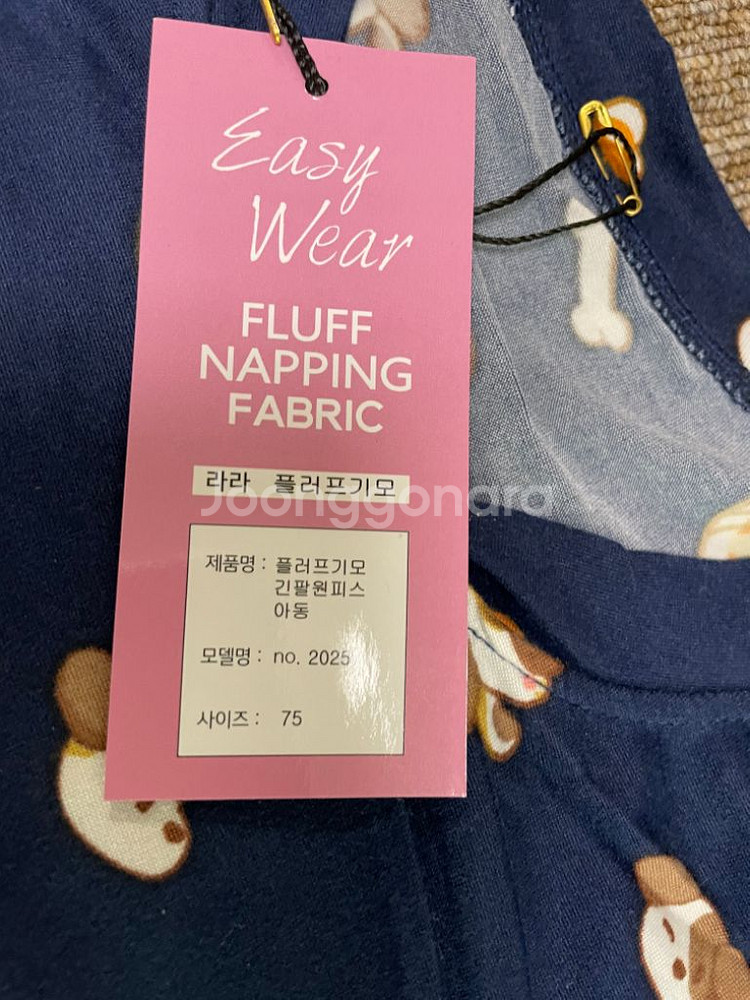 Easy
Wear
FLUFF
NAPPING
FABRIC
라라 플러프기모
Joonggonara
제품명 : 플러프기모
긴팔원피스
아동
모델명 : no. 2025
사이즈 : 75